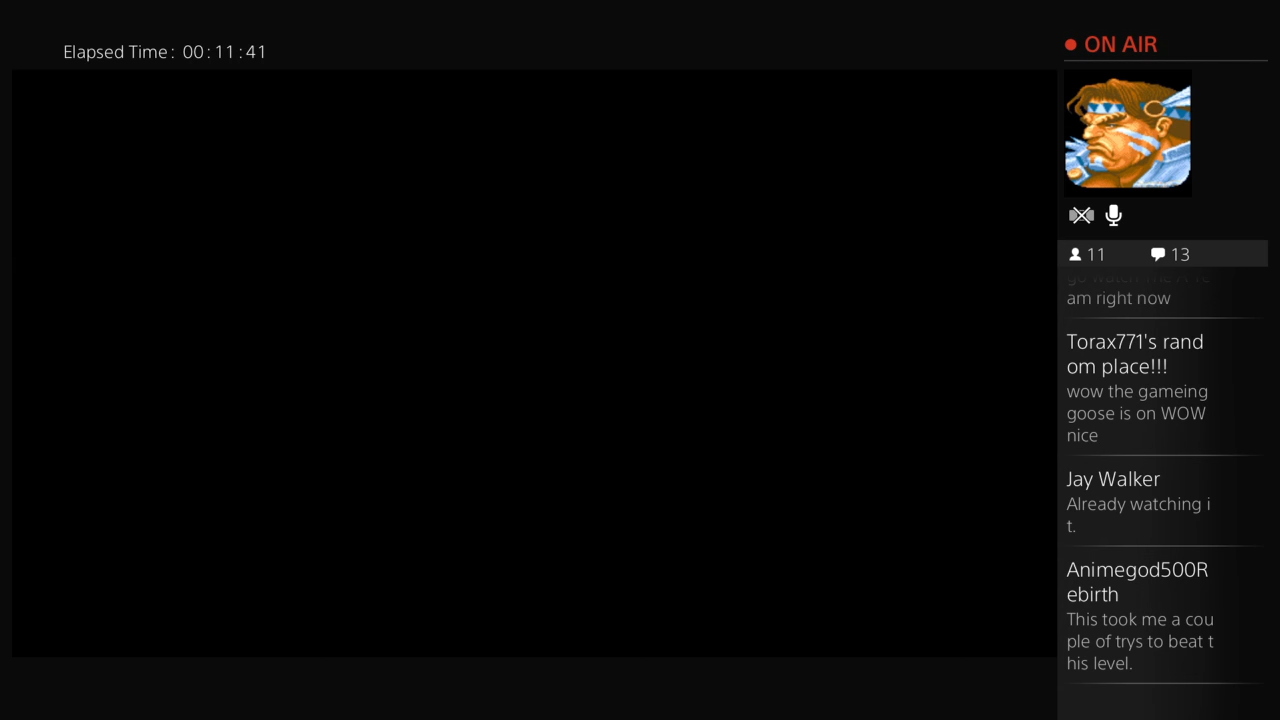 Elapsed Time: 00:11:41
ON AIR
11 13
am right now
Torax771's rand
om place!!!
wow the gameing
goose is on WOW
nice
Jay Walker
Already watching i
t.
Animegod500R
ebirth
This took me a cou
ple of trys to beat t
his level.